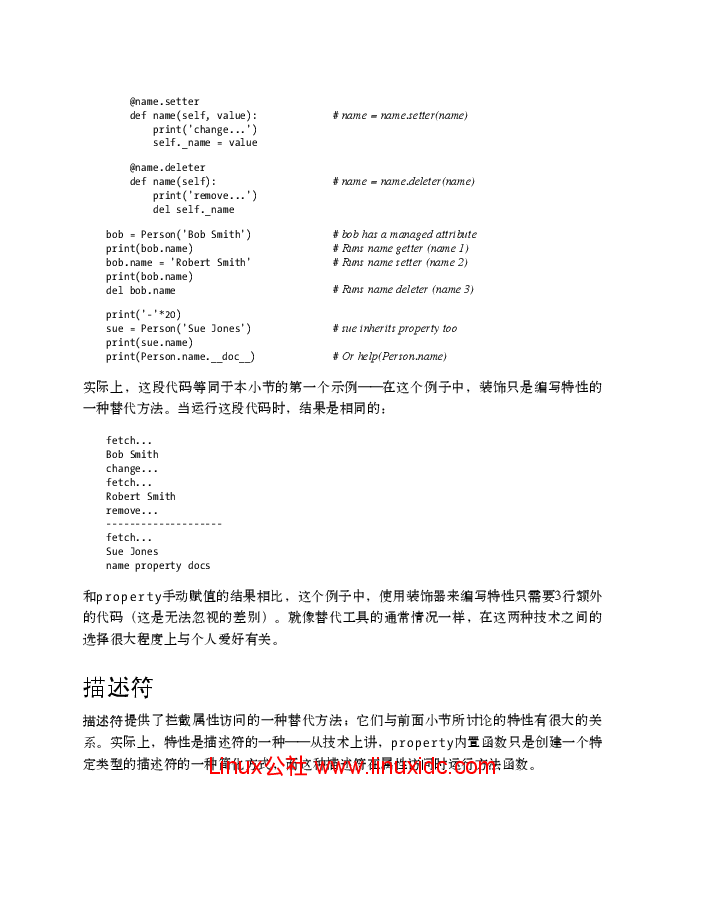 @name.setter
def name(self, value):    # name = name.setter(name)
print('change...')
self._name = value
@name.deleter
def name(self):    # name = name.deleter(name)
print('remove...')
del self._name
bob = Person('Bob Smith')    # bob has a managed attribute
print(bob.name)    # Runs name getter (name 1)
bob.name = 'Robert Smith'    # Runs name setter (name 2)
print(bob.name)
del bob.name    # Runs name deleter (name 3)
print('-'*20)
sue = Person('Sue Jones')    # sue inherits property too
print(sue.name)
print(Person.name.__doc__)    # Or help(Person.name)
实际上，这段代码等同于本小节的第一个示例——在这个例子中，装饰只是编写特性的
一种替代方法。当运行这段代码时，结果是相同的：
fetch...
Bob Smith
change...
fetch...
Robert Smith
remove...
--------------------
fetch...
Sue Jones
name property docs
和property手动赋值的结果相比，这个例子中，使用装饰器来编写特性只需要3行额外
的代码（这是无法忽视的差别）。就像替代工具的通常情况一样，在这两种技术之间的
选择很大程度上与个人爱好有关。
描述符
描述符提供了拦截属性访问的一种替代方法；它们与前面小节所讨论的特性有很大的关
系。实际上，特性是描述符的一种——从技术上讲，property内置函数只是创建一个特
定类型的描述符的一种简化方式，而这种描述符在属性访问时运行方法函数。
Linux公社 www.linuxidc.com